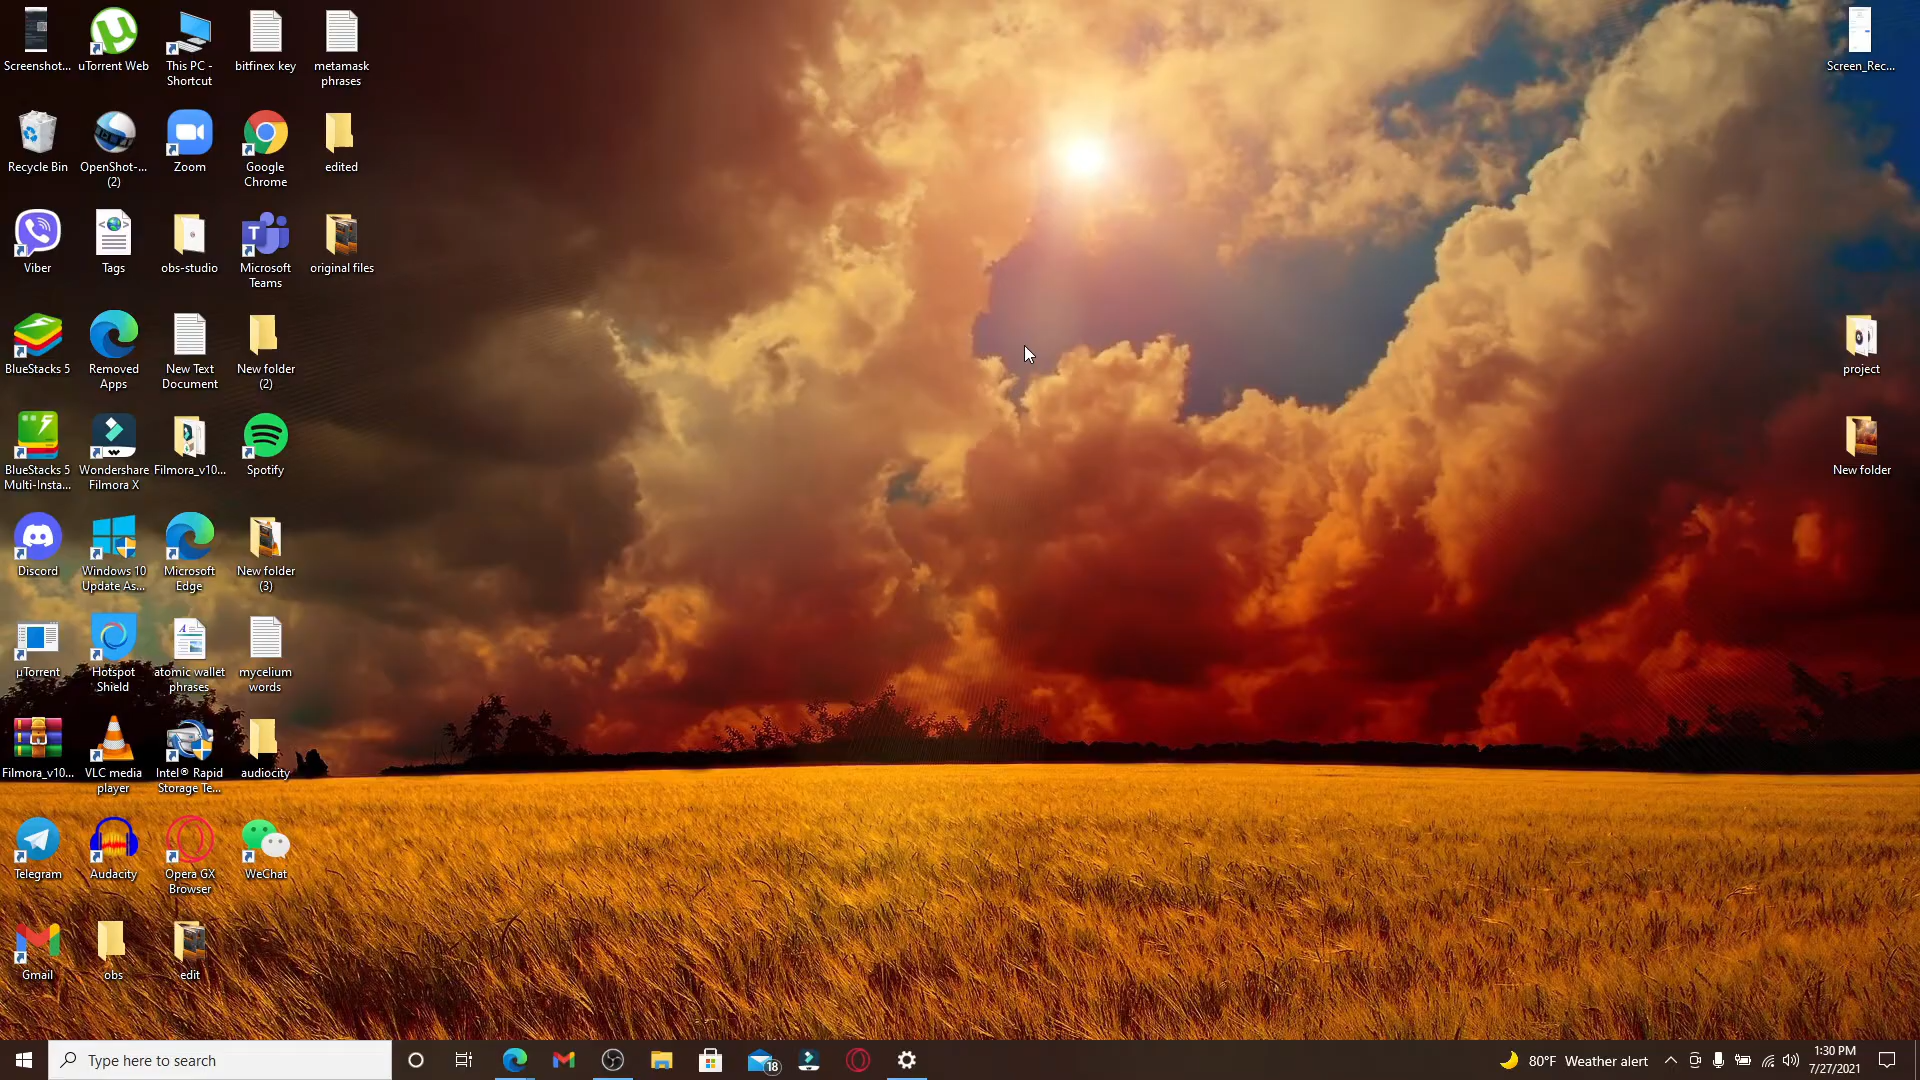 Screenshot...
uTorrent Web
This PC -
Shortcut
bitfinex key
metamask
phrases
Screen_Rec...
Recycle Bin
OpenShot-...
(2)
Zoom
Google
Chrome
edited
Viber
Tags
obs-studio
Microsoft
Teams
original files
BlueStacks 5
Removed
Apps
New Text
Document
New folder
(2)
project
BlueStacks 5
Multi-Insta...
Wondershare
Filmora X
Filmora_v10...
Spotify
New folder
Discord
Windows 10
Update As...
Microsoft
Edge
New folder
(3)
µTorrent
Hotspot
Shield
atomic wallet
phrases
mycelium
words
Filmora_v10...
VLC media
player
Intel® Rapid
Storage Te...
audiocity
Telegram
Audacity
Opera GX
Browser
WeChat
Gmail
obs
edit
Type here to search
18
80°F Weather alert
1:30 PM
7/27/2021